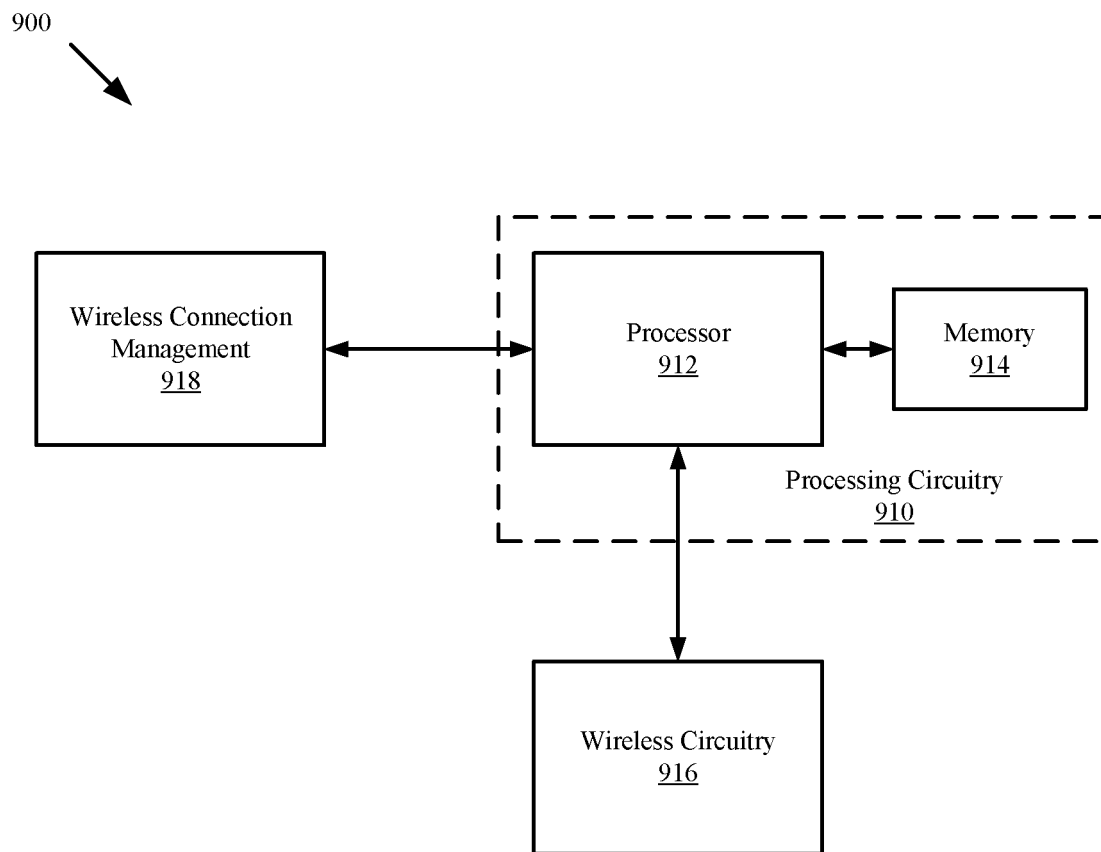 900
Wireless Connection
Management
918
Processor
912
Memory
914
Processing Circuitry
910
Wireless Circuitry
916